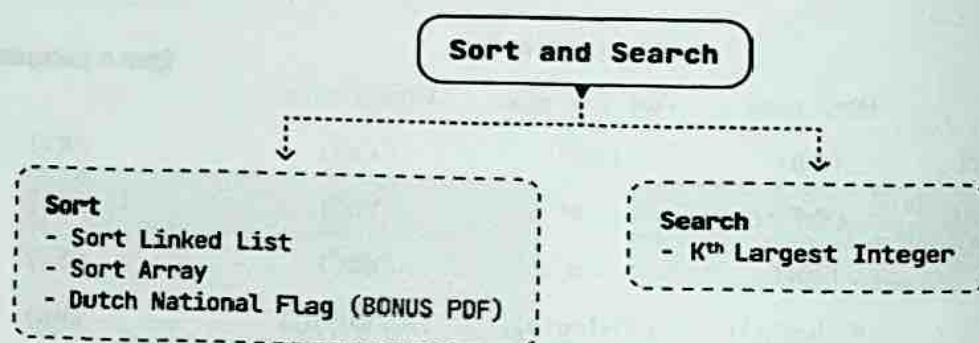 Sort and Search
Sort
- Sort Linked List
- Sort Array
- Dutch National Flag (BONUS PDF)
Search
- Kᵗʰ Largest Integer